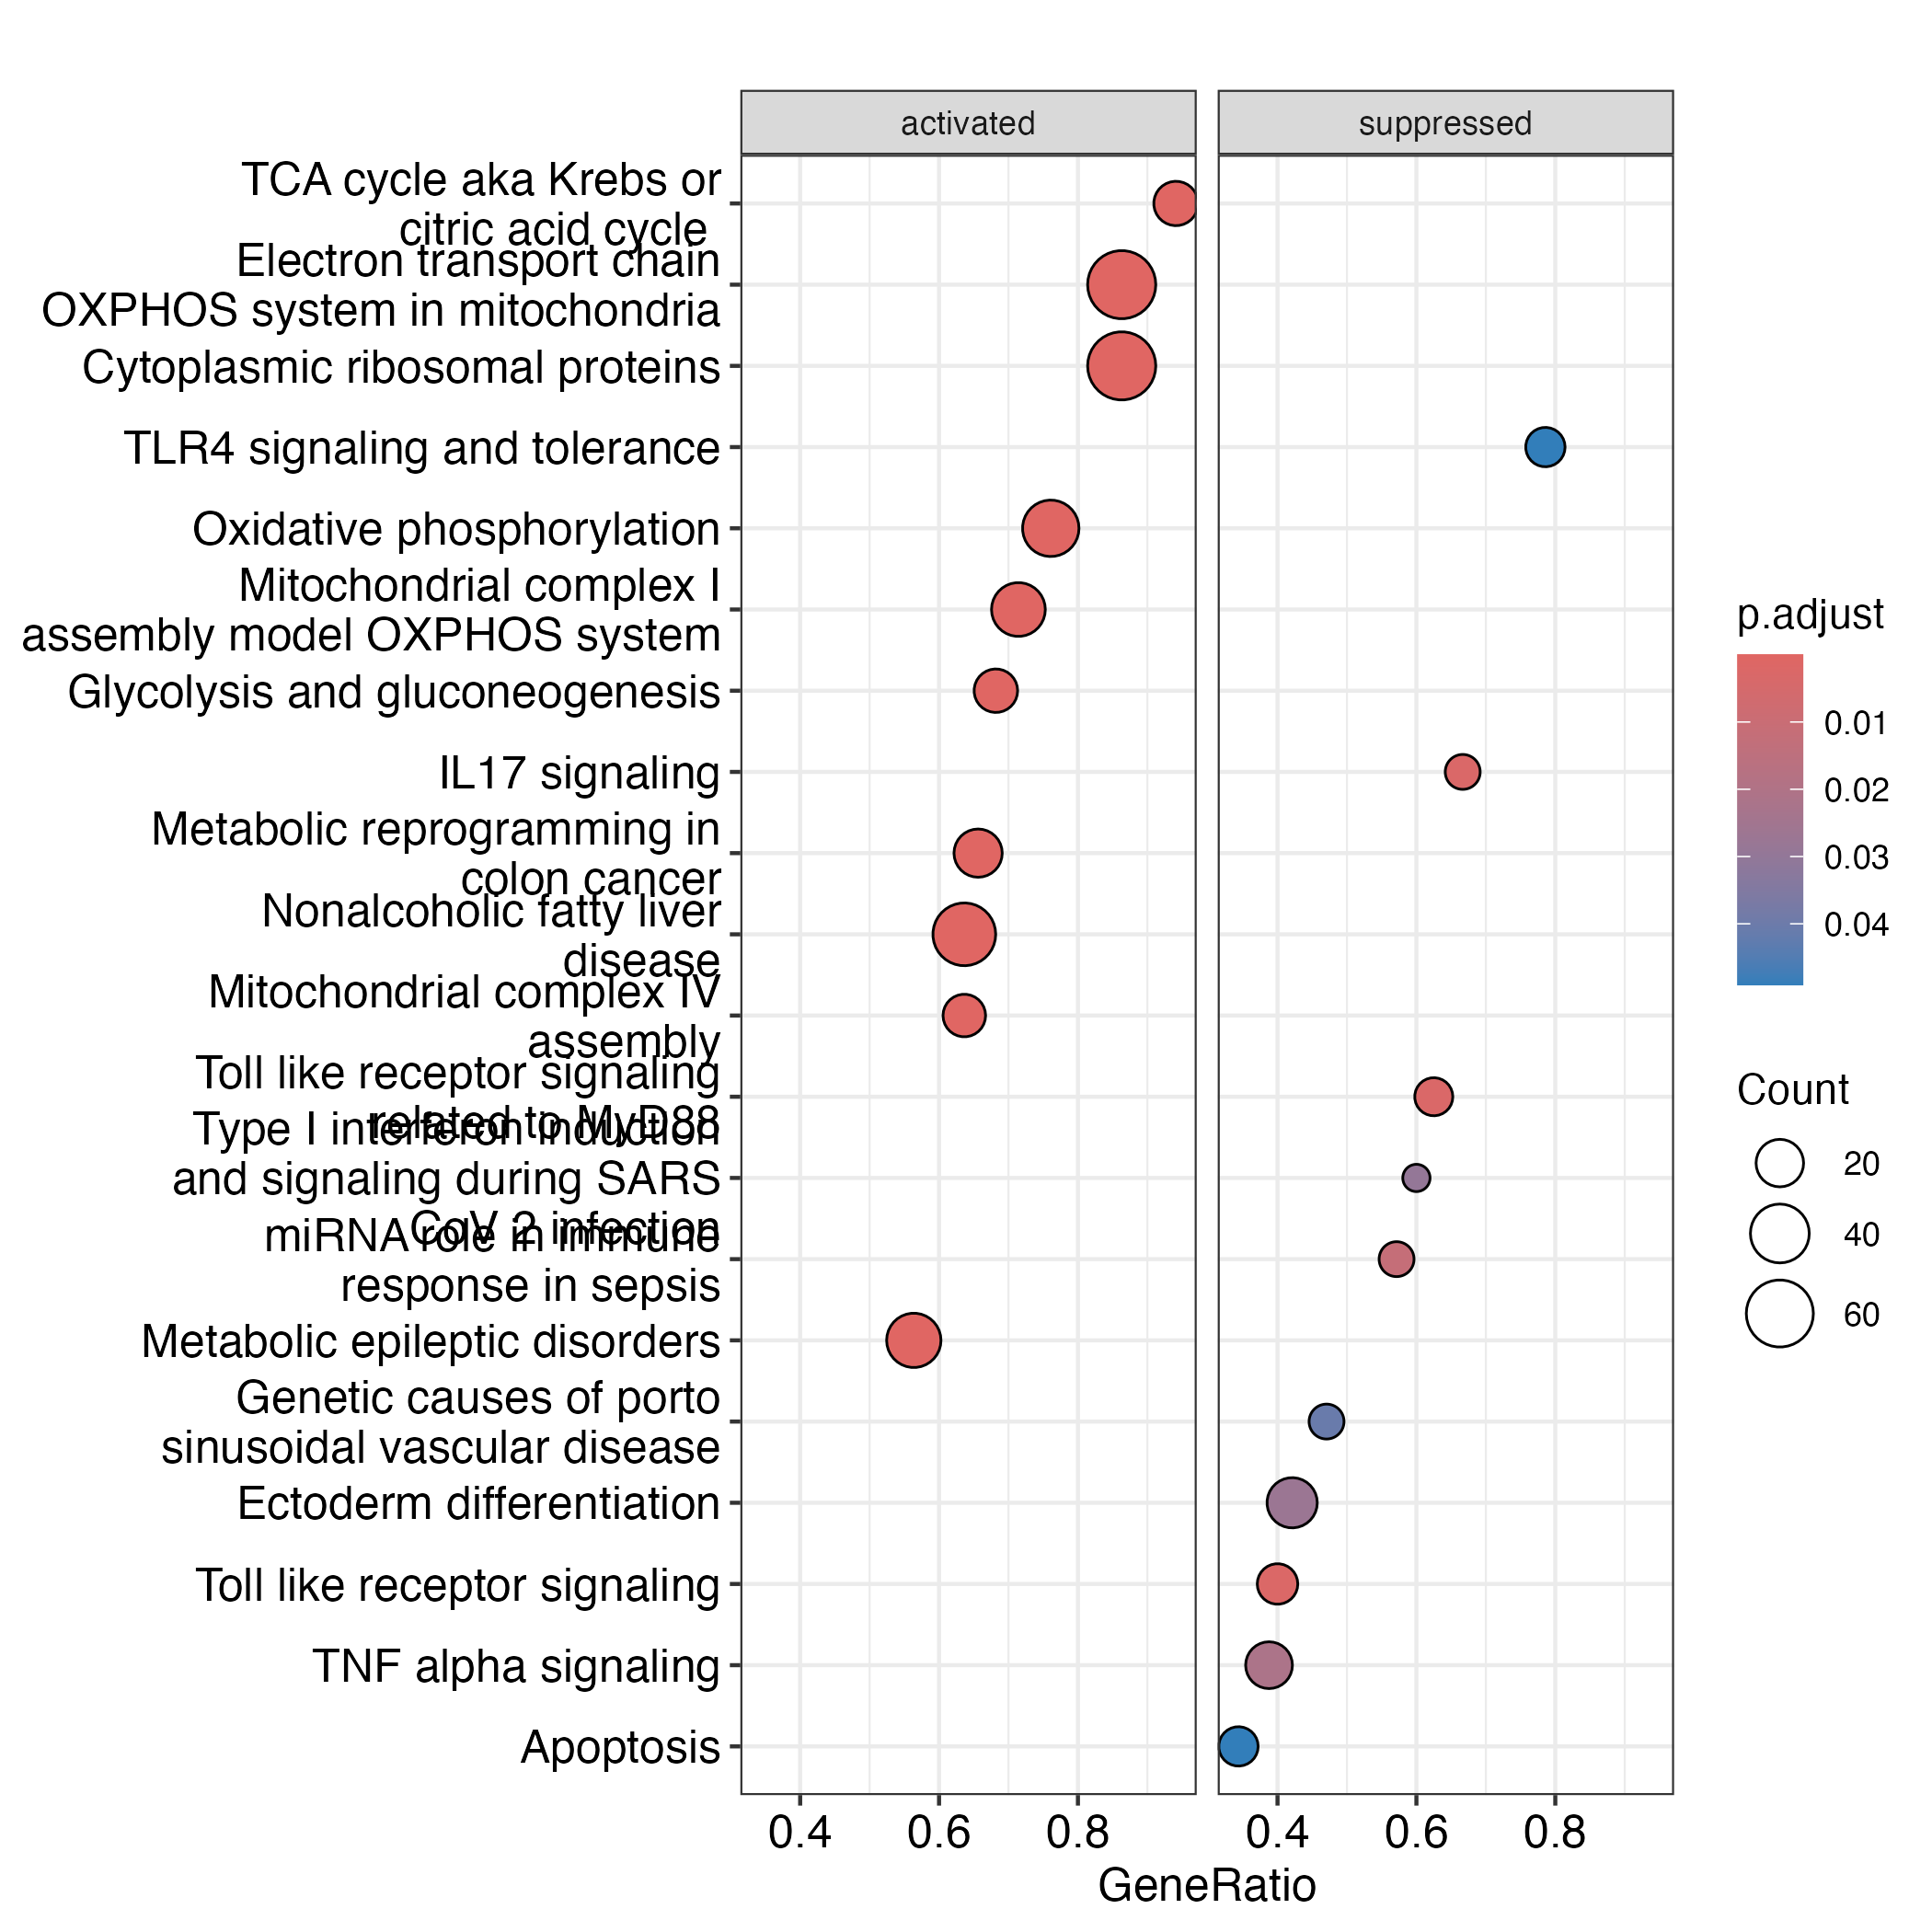 activated
suppressed
TCA cycle aka Krebs or
citric acid cycle
Electron transport chain
OXPHOS system in mitochondria
Cytoplasmic ribosomal proteins
TLR4 signaling and tolerance
Oxidative phosphorylation
Mitochondrial complex I
assembly model OXPHOS system
Glycolysis and gluconeogenesis
IL17 signaling
Metabolic reprogramming in
colon cancer
Nonalcoholic fatty liver
disease
Mitochondrial complex IV
assembly
Toll like receptor signaling
related to MyD88
Type I interferon induction
and signaling during SARS
CoV 2 infection
miRNA role in immune
response in sepsis
Metabolic epileptic disorders
Genetic causes of porto
sinusoidal vascular disease
Ectoderm differentiation
Toll like receptor signaling
TNF alpha signaling
Apoptosis
0.4
0.6
0.8
0.4
0.6
0.8
GeneRatio
p.adjust
0.01
0.02
0.03
0.04
Count
20
40
60